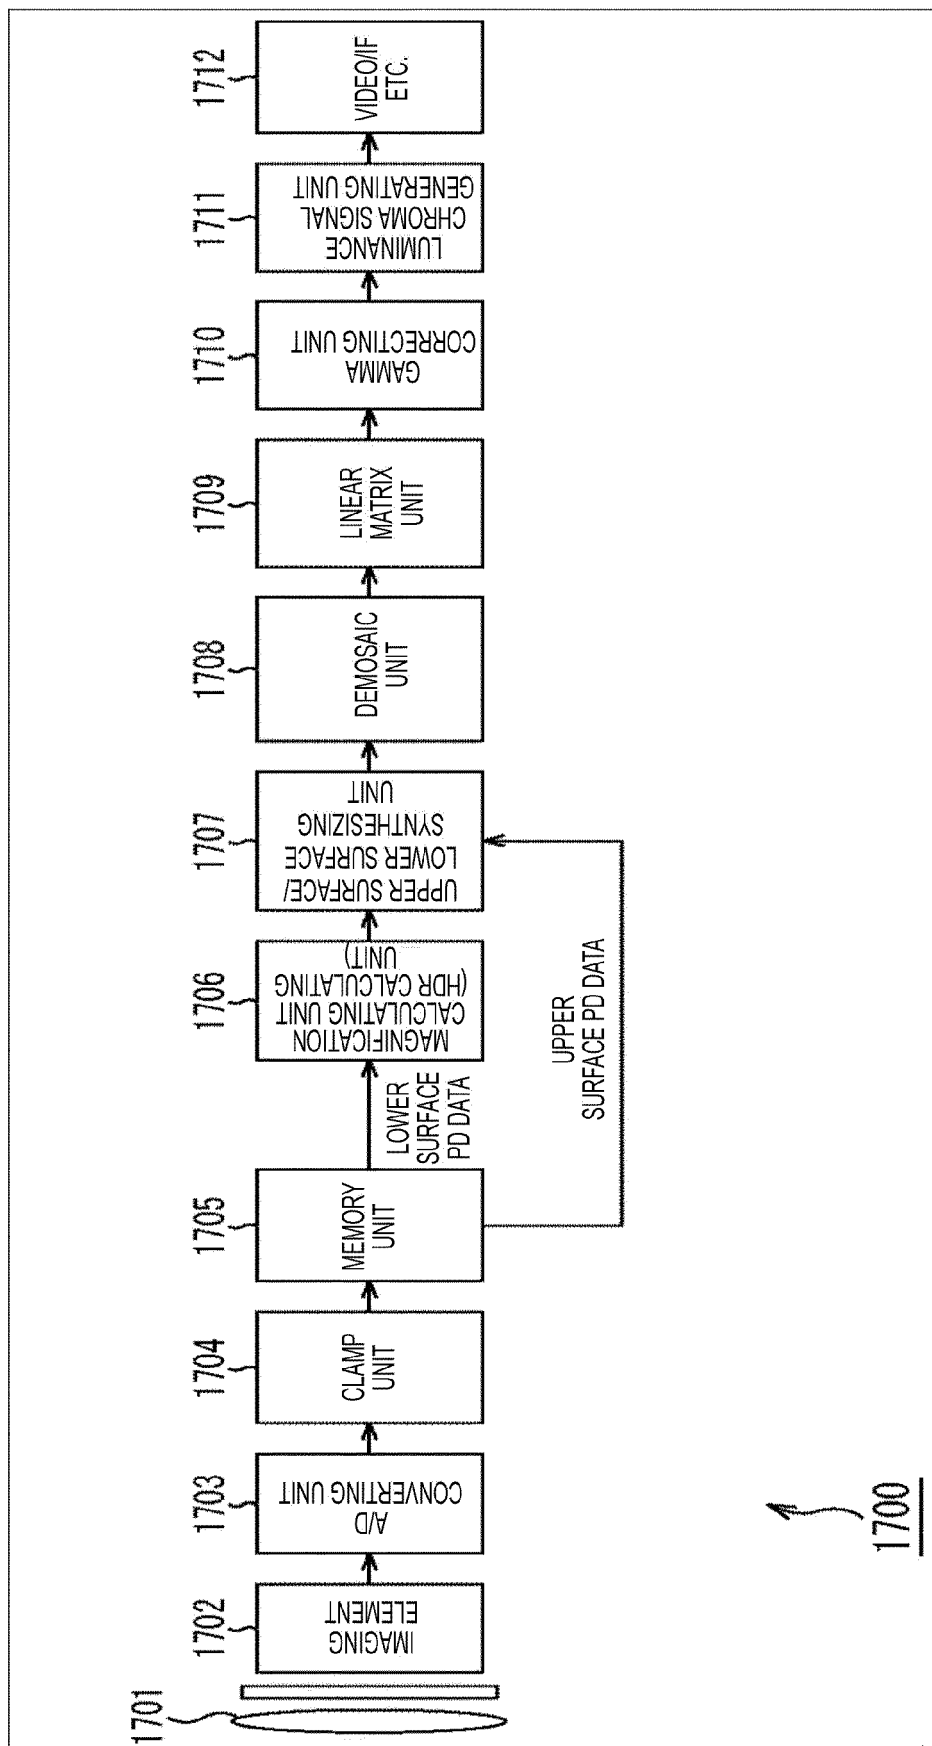 1701
1702
IMAGING
ELEMENT
1703
A/D
CONVERTING UNIT
1704
CLAMP
UNIT
1705
MEMORY
UNIT
LOWER
SURFACE
PD DATA
UPPER
SURFACE PD DATA
1706
MAGNIFICATION
CALCULATING UNIT
(HDR CALCULATING
UNIT)
1707
UPPER SURFACE/
LOWER SURFACE
SYNTHESIZING
UNIT
1708
DEMOSAIC
UNIT
1709
LINEAR
MATRIX
UNIT
1710
GAMMA
CORRECTING UNIT
1711
LUMINANCE
CHROMA SIGNAL
GENERATING UNIT
1712
VIDEO/IF
ETC.
1700